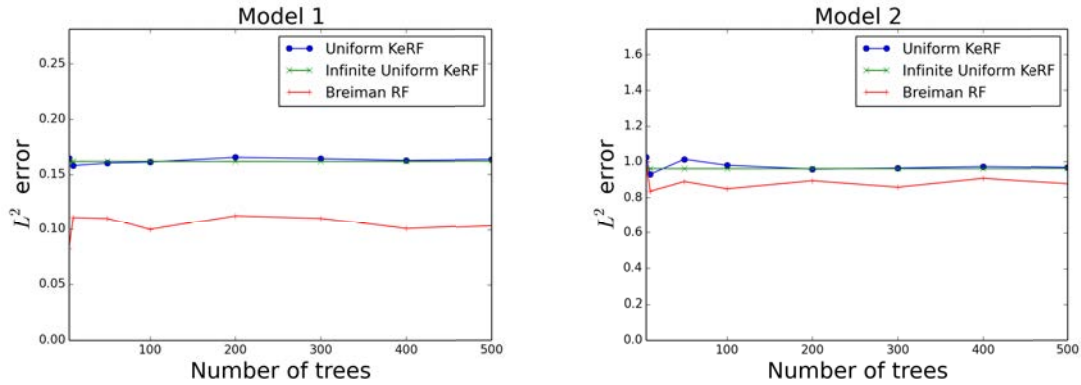 Model 1
0.25
0.20
0.15
0.10
0.05
0.00
L² error
Uniform KeRF
Infinite Uniform KeRF
Breiman RF
100 200 300 400 500
Number of trees
Model 2
1.6
1.4
1.2
1.0
0.8
0.6
0.4
0.2
0.0
L² error
Uniform KeRF
Infinite Uniform KeRF
Breiman RF
100 200 300 400 500
Number of trees